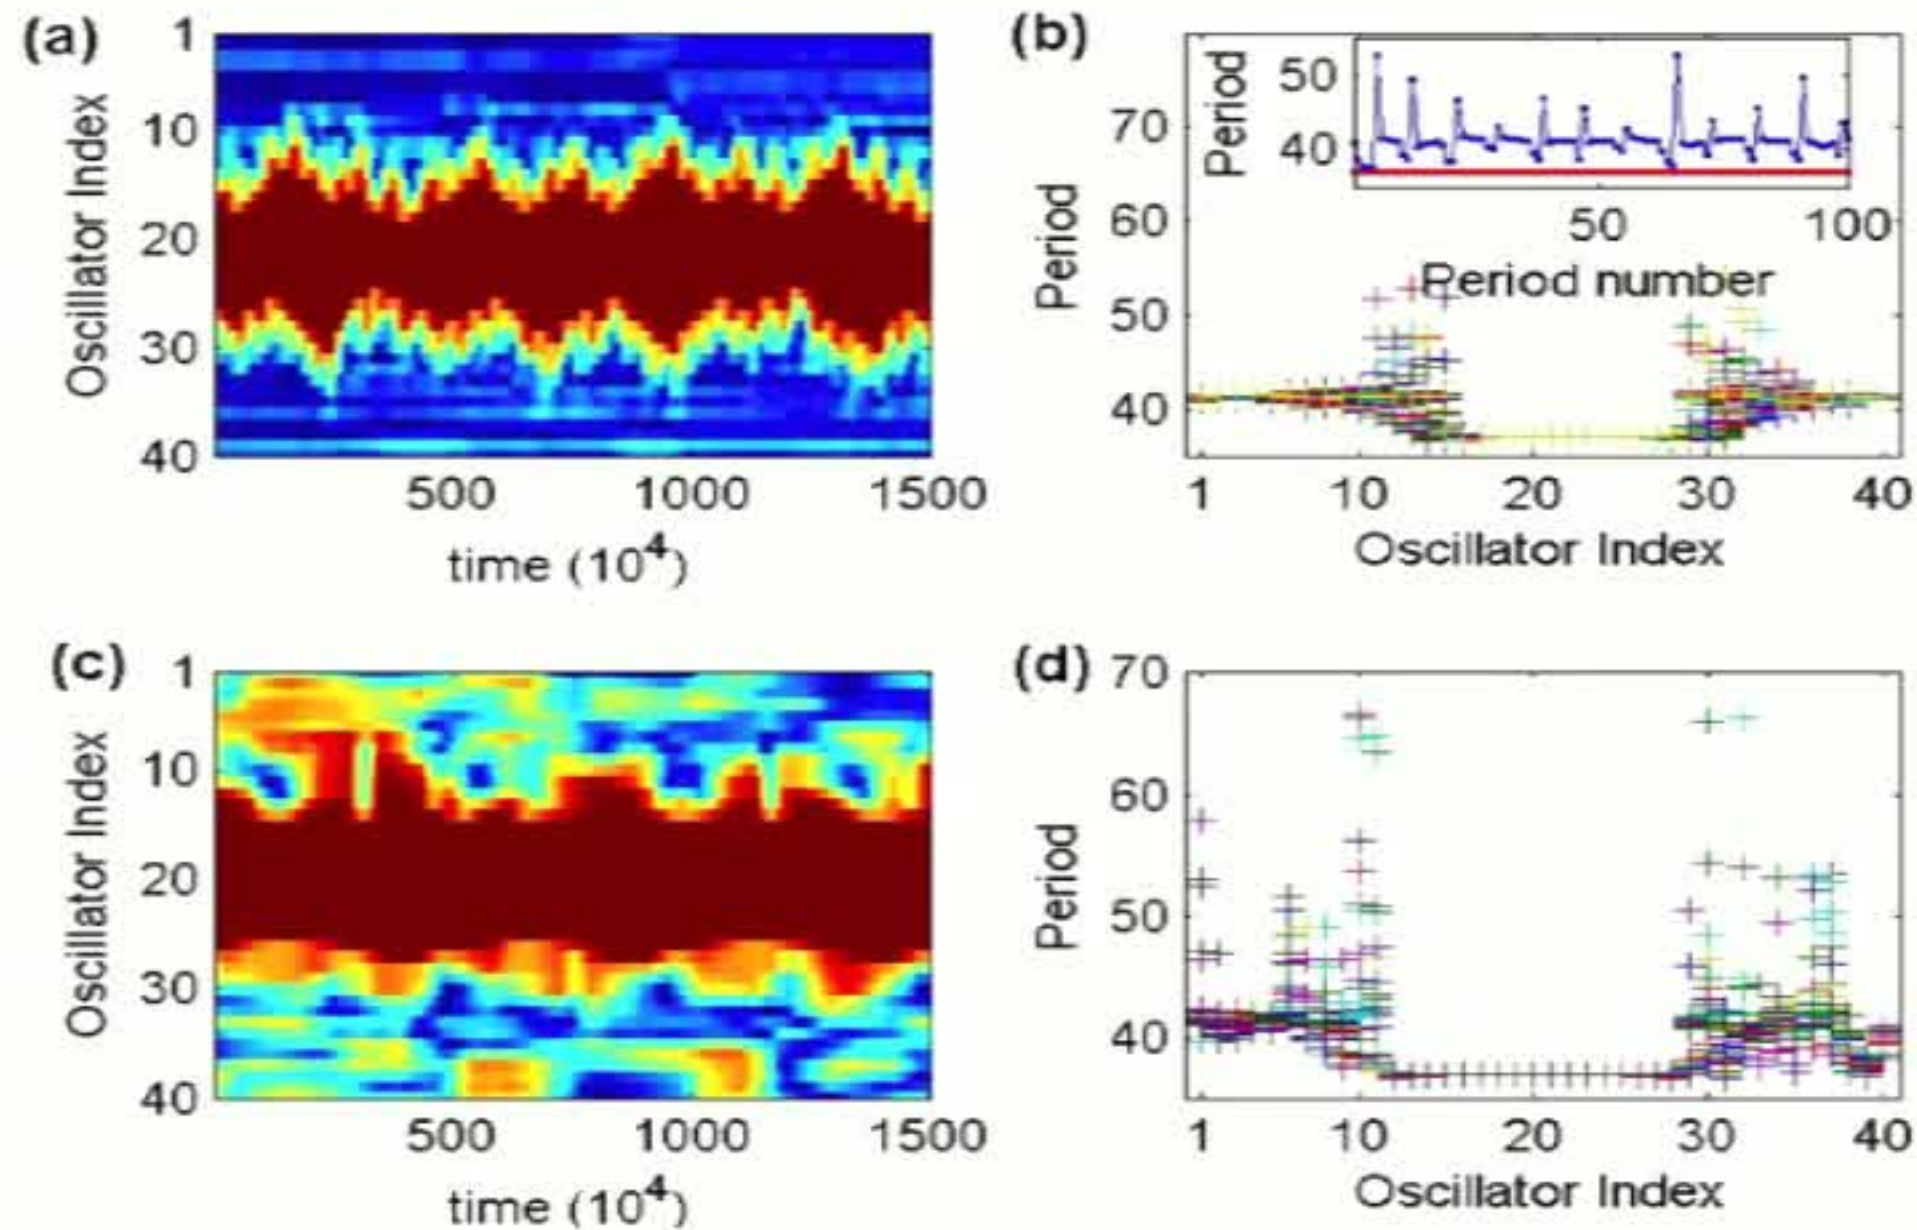 (a)
Oscillator Index
1
10
20
30
40
500 1000 1500
time (10⁴)
(b)
Period
70
60
50
40
Period
50
40
50 100
Period number
1 10 20 30 40
Oscillator Index
(c)
Oscillator Index
1
10
20
30
40
500 1000 1500
time (10⁴)
(d)
Period
70
60
50
40
1 10 20 30 40
Oscillator Index